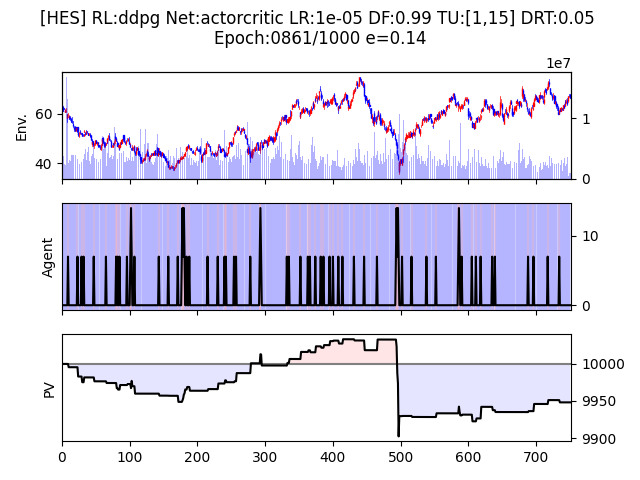 [HES] RL:ddpg Net:actorcritic LR:1e-05 DF:0.99 TU:[1,15] DRT:0.05
Epoch:0861/1000 e=0.14
1e7
Env.
60
40
1
0
Agent
10
0
PV
10000
9950
9900
0 100 200 300 400 500 600 700